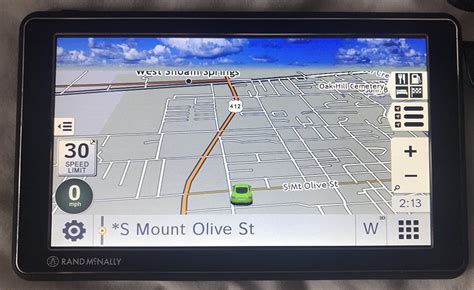 West Siloam Springs
Oak Hill Cemetery
412
30
SPEED
LIMIT
S Mt Olive St
+
−
0
mph
2:13
*S Mount Olive St
W
3D
RAND McNALLY